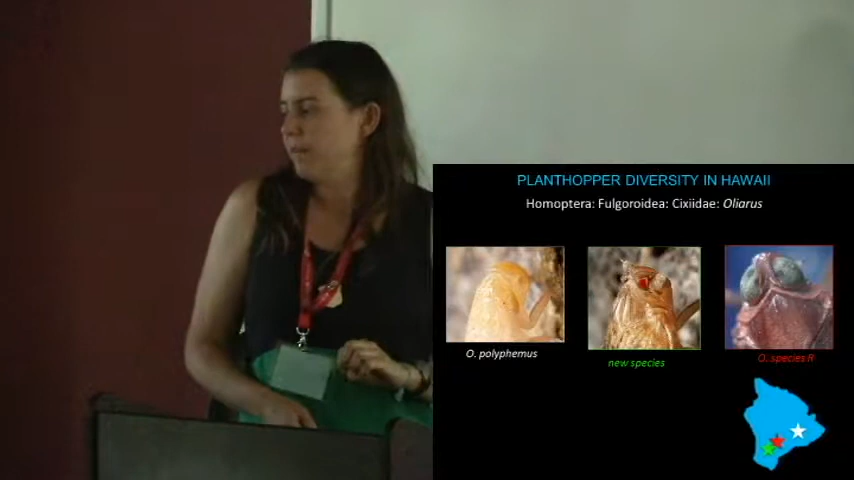 PLANTHOPPER DIVERSITY IN HAWAII
Homoptera: Fulgoroidea: Cixiidae: Oliarus
O. polyphemus
new species
O. species R